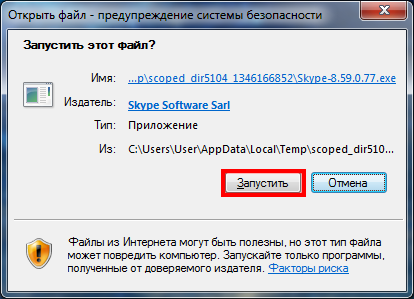 Открыть файл - предупреждение системы безопасности
Запустить этот файл?
Имя: ...p\scoped_dir5104_1346166852\Skype-8.59.0.77.exe
Издатель: Skype Software Sarl
Тип: Приложение
Из: C:\Users\User\AppData\Local\Temp\scoped_dir510...
Запустить Отмена
Файлы из Интернета могут быть полезны, но этот тип файла
может повредить компьютер. Запускайте только программы,
полученные от доверяемого издателя. Факторы риска